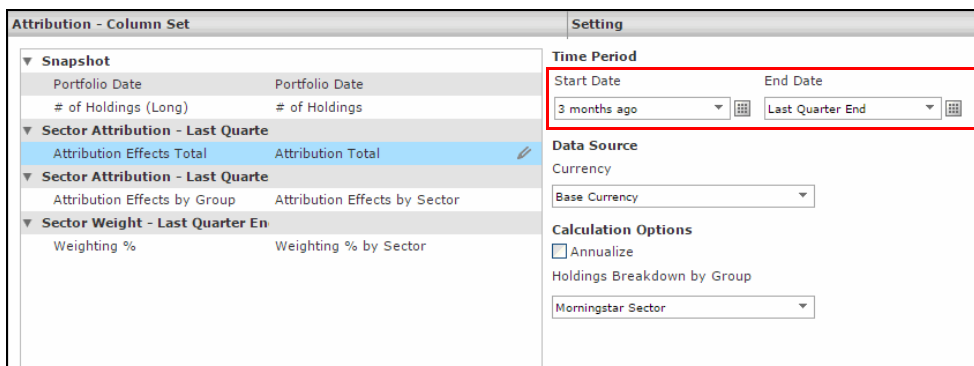 Attribution - Column Set
Setting
Snapshot
Portfolio Date Portfolio Date
# of Holdings (Long) # of Holdings
Sector Attribution - Last Quarte
Attribution Effects Total Attribution Total
Sector Attribution - Last Quarte
Attribution Effects by Group Attribution Effects by Sector
Sector Weight - Last Quarter En
Weighting % Weighting % by Sector
Time Period
Start Date End Date
3 months ago Last Quarter End
Data Source
Currency
Base Currency
Calculation Options
Annualize
Holdings Breakdown by Group
Morningstar Sector